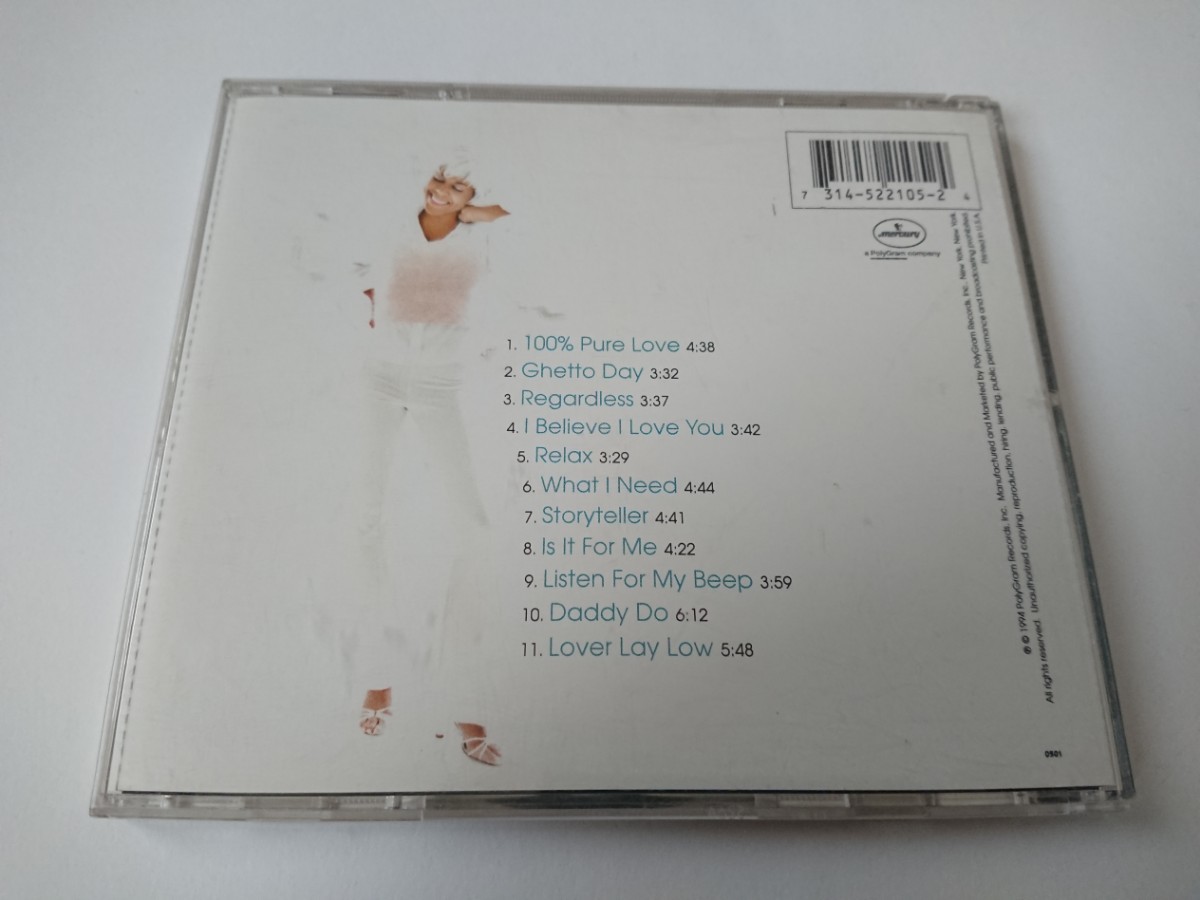 7 314-522105-2 6
mercury
a PolyGram company
1. 100% Pure Love 4:38
2. Ghetto Day 3:32
3. Regardless 3:37
4. I Believe I Love You 3:42
5. Relax 3:29
6. What I Need 4:44
7. Storyteller 4:41
8. Is It For Me 4:22
9. Listen For My Beep 3:59
10. Daddy Do 6:12
11. Lover Lay Low 5:48
℗ © 1994 PolyGram Records, Inc. Manufactured and Marketed by PolyGram Records, Inc. New York, New York
All rights reserved. Unauthorized copying, reproduction, hiring, lending, public performance and broadcasting prohibited
Printed in U.S.A.